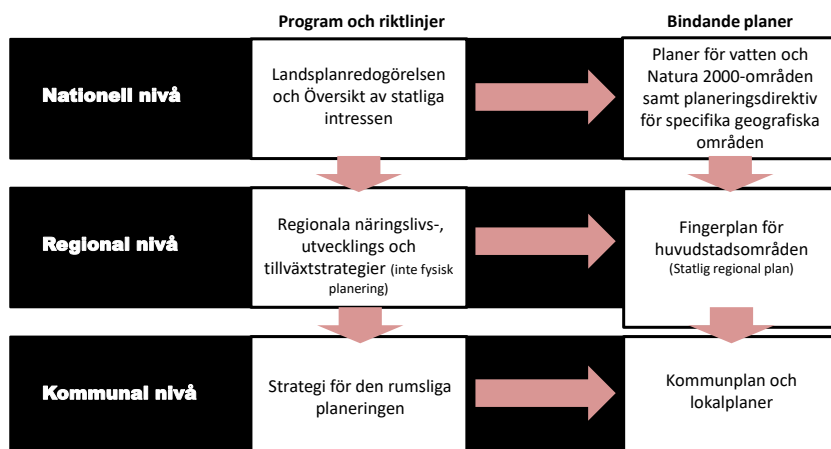 Program och riktlinjer
Bindande planer
Nationell nivå
Landsplanredogörelsen
och Översikt av statliga
intressen
Planer för vatten och
Natura 2000-områden
samt planeringsdirektiv
för specifika geografiska
områden
Regional nivå
Regionala näringslivs-,
utvecklings och
tillväxtstrategier (inte fysisk
planering)
Fingerplan för
huvudstadsområden
(Statlig regional plan)
Kommunal nivå
Strategi för den rumsliga
planeringen
Kommunplan och
lokalplaner